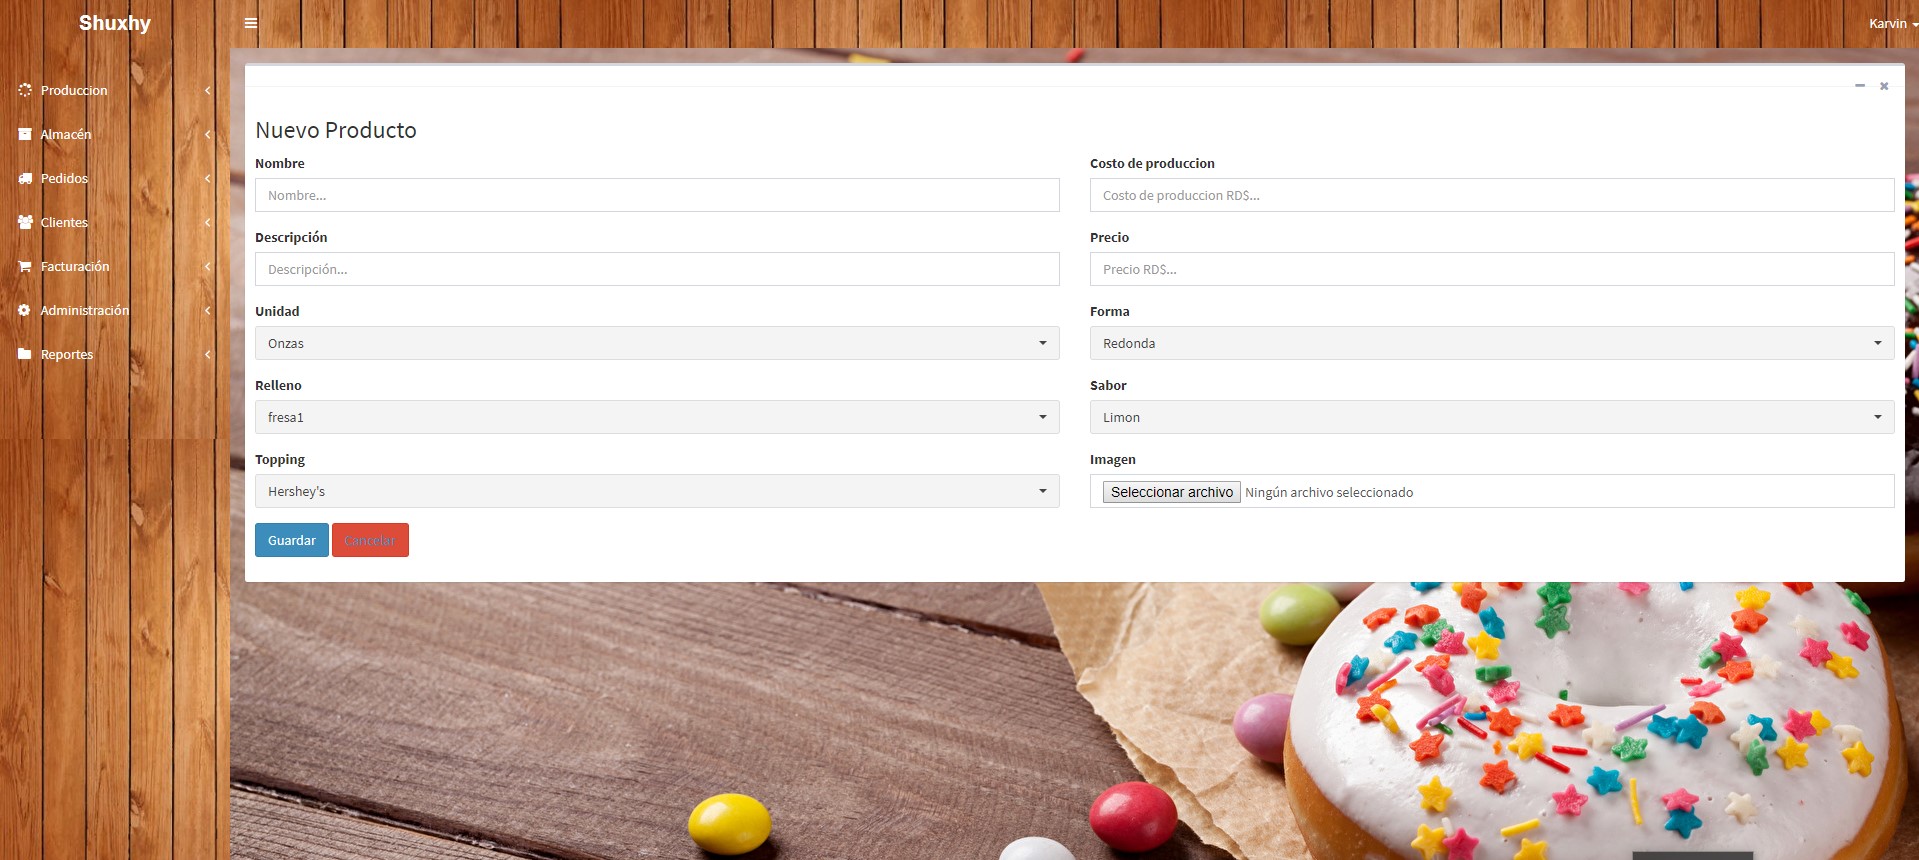 Shuxhy
Karvin
Produccion
Almacén
Pedidos
Clientes
Facturación
Administración
Reportes
Nuevo Producto
Nombre
Nombre...
Costo de produccion
Costo de produccion RD$...
Descripción
Descripción...
Precio
Precio RD$...
Unidad
Onzas
Forma
Redonda
Relleno
fresa1
Sabor
Limon
Topping
Hershey's
Imagen
Seleccionar archivo Ningún archivo seleccionado
Guardar Cancelar